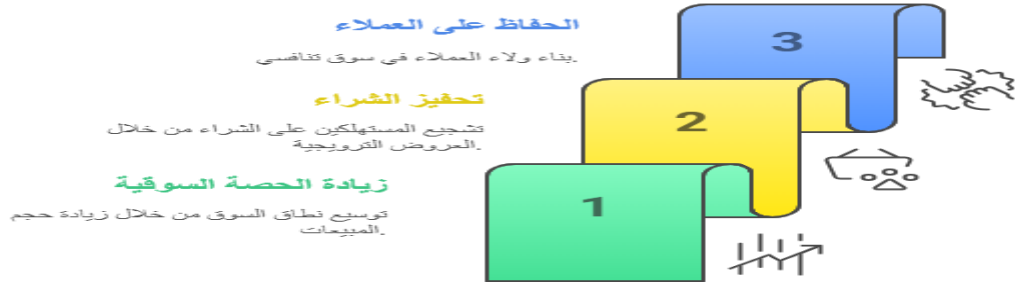 الحفاظ على العملاء
بناء ولاء العملاء في سوق تنافسي.
3
تحفيز الشراء
تشجيع المستهلكين على الشراء من خلال
العروض الترويجية.
2
زيادة الحصة السوقية
توسيع نطاق السوق من خلال زيادة حجم
المبيعات.
1